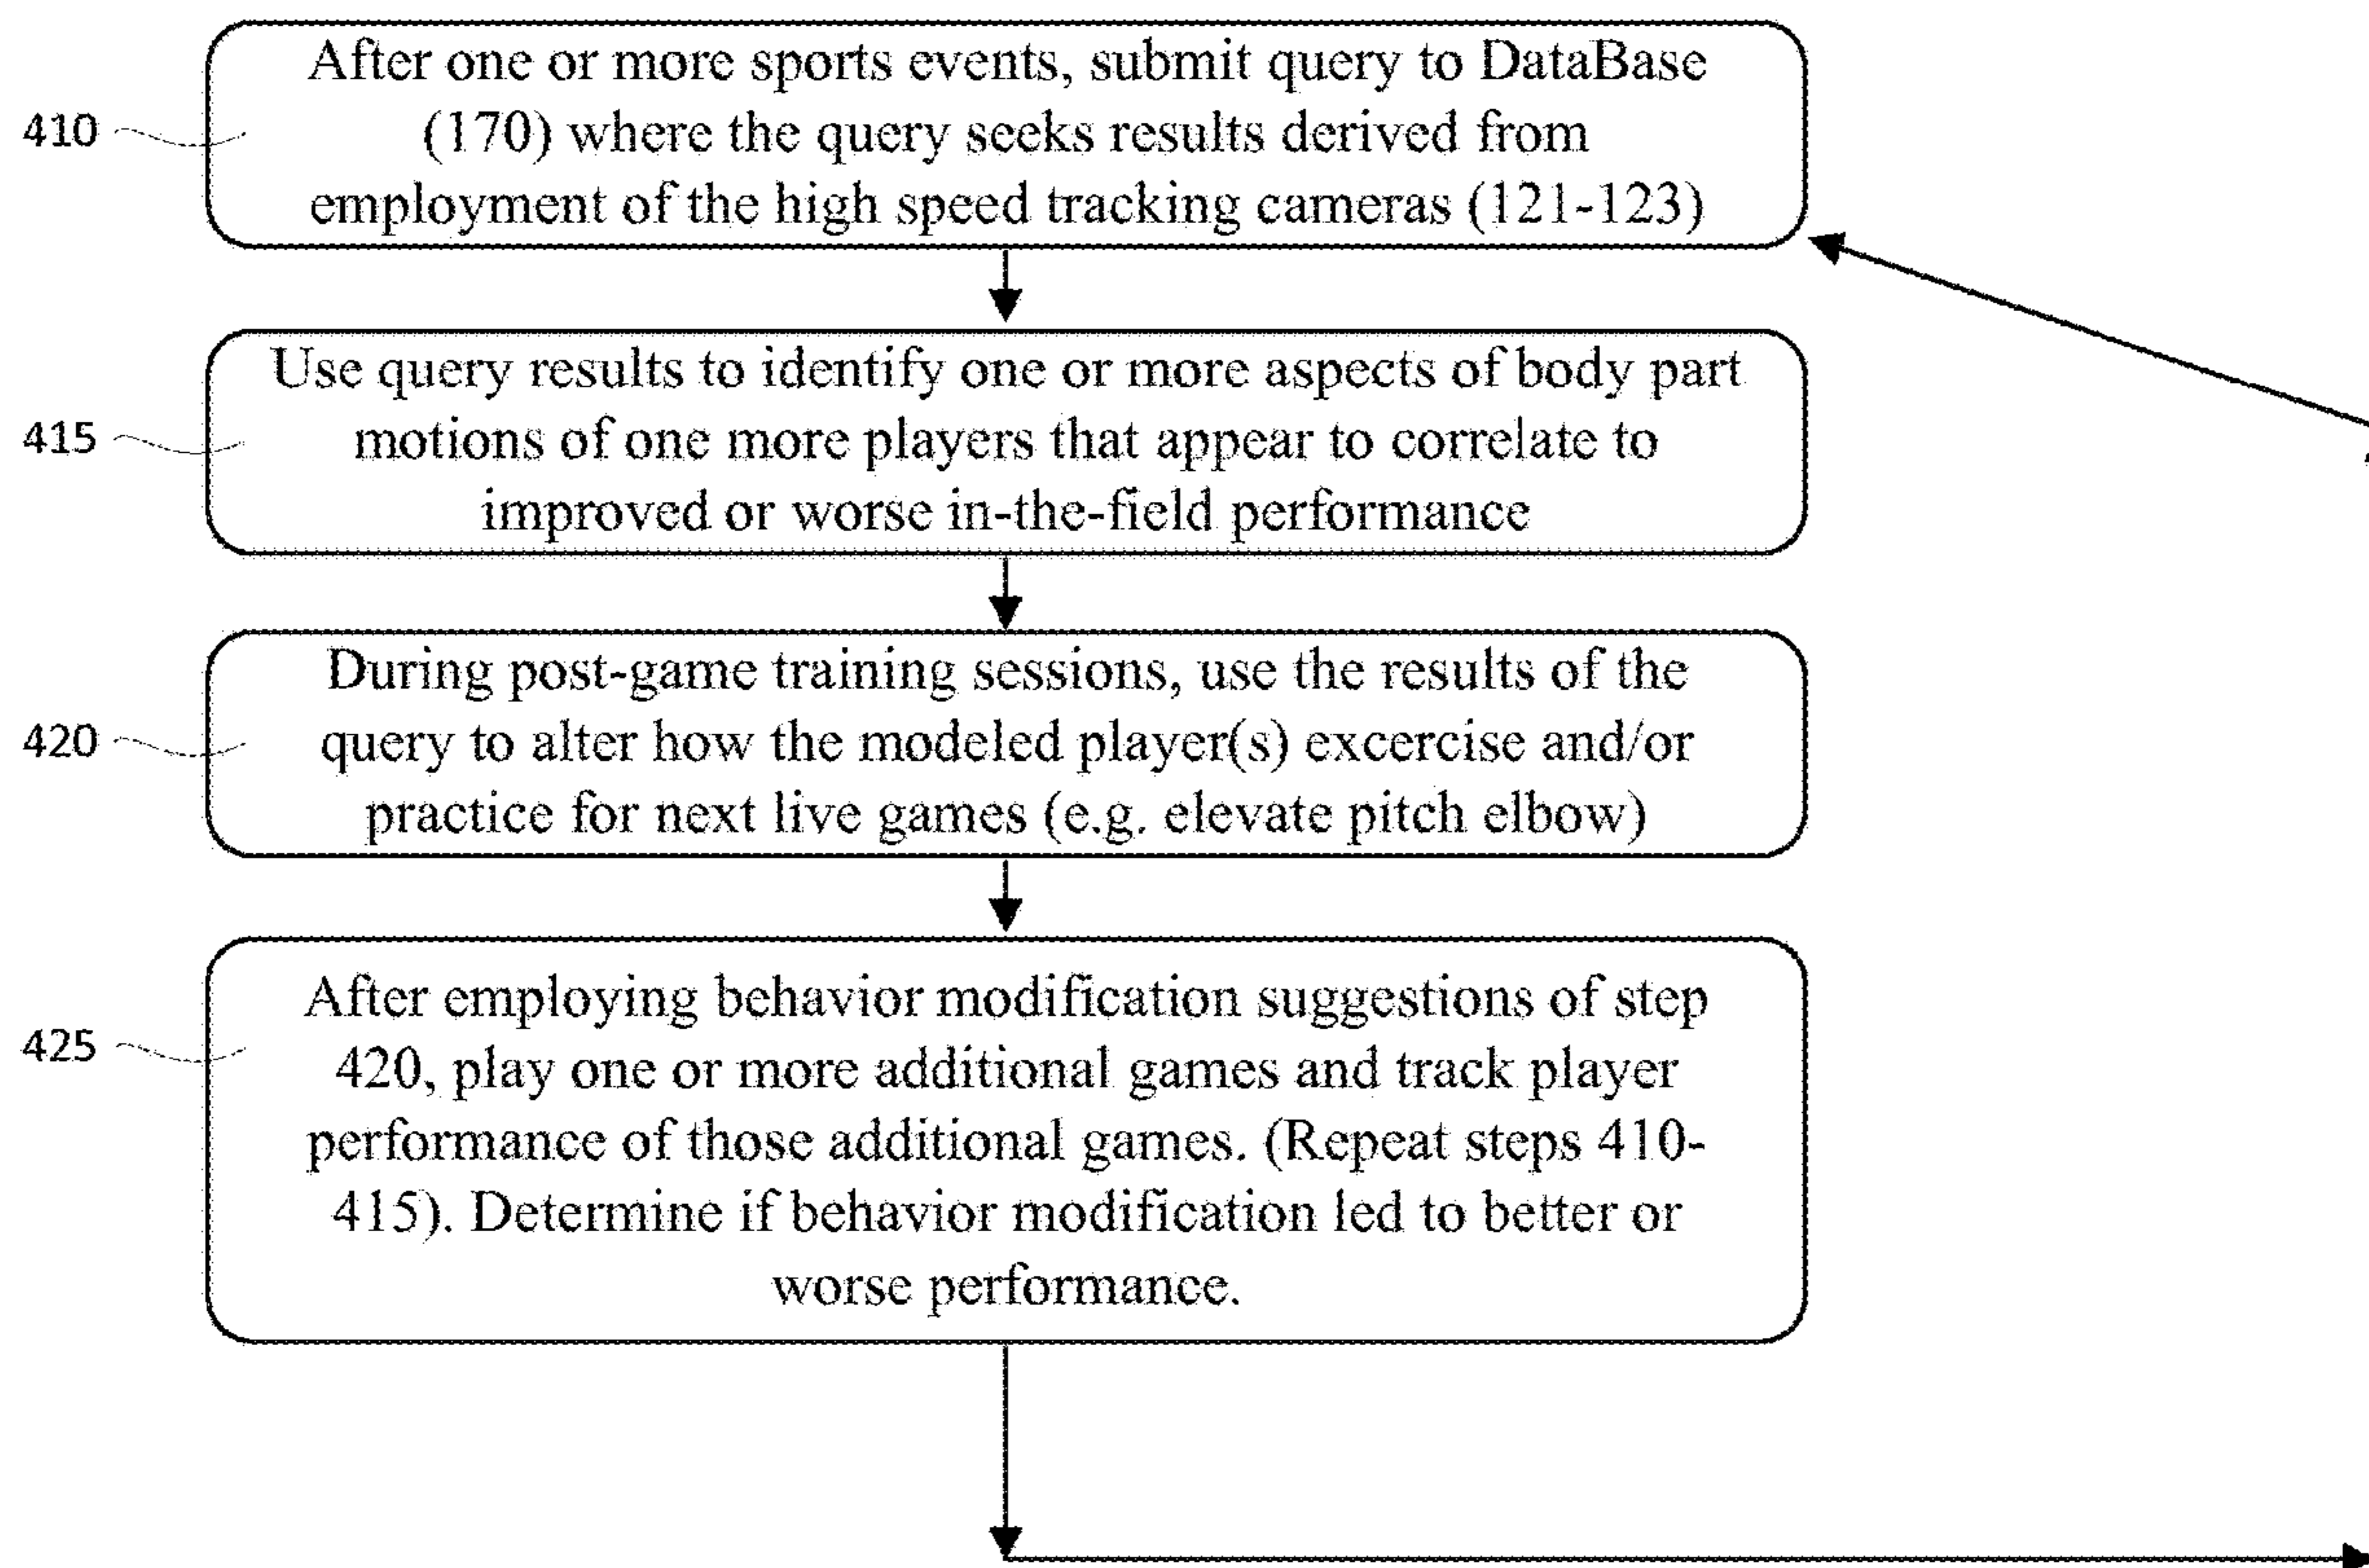 After one or more sports events, submit query to DataBase
410
(170) where the query seeks results derived from
employment of the high speed tracking cameras (121-123)
Use query results to identify one or more aspects of body part
415
motions of one more players that appear to correlate to
improved or worse in-the-field performance
During post-game training sessions, use the results of the
420
query to alter how the modeled player(s) excercise and/or
practice for next live games (e.g. elevate pitch elbow)
After employing behavior modification suggestions of step
425
420, play one or more additional games and track player
performance of those additional games. (Repeat steps 410-
415). Determine if behavior modification led to better or
worse performance.